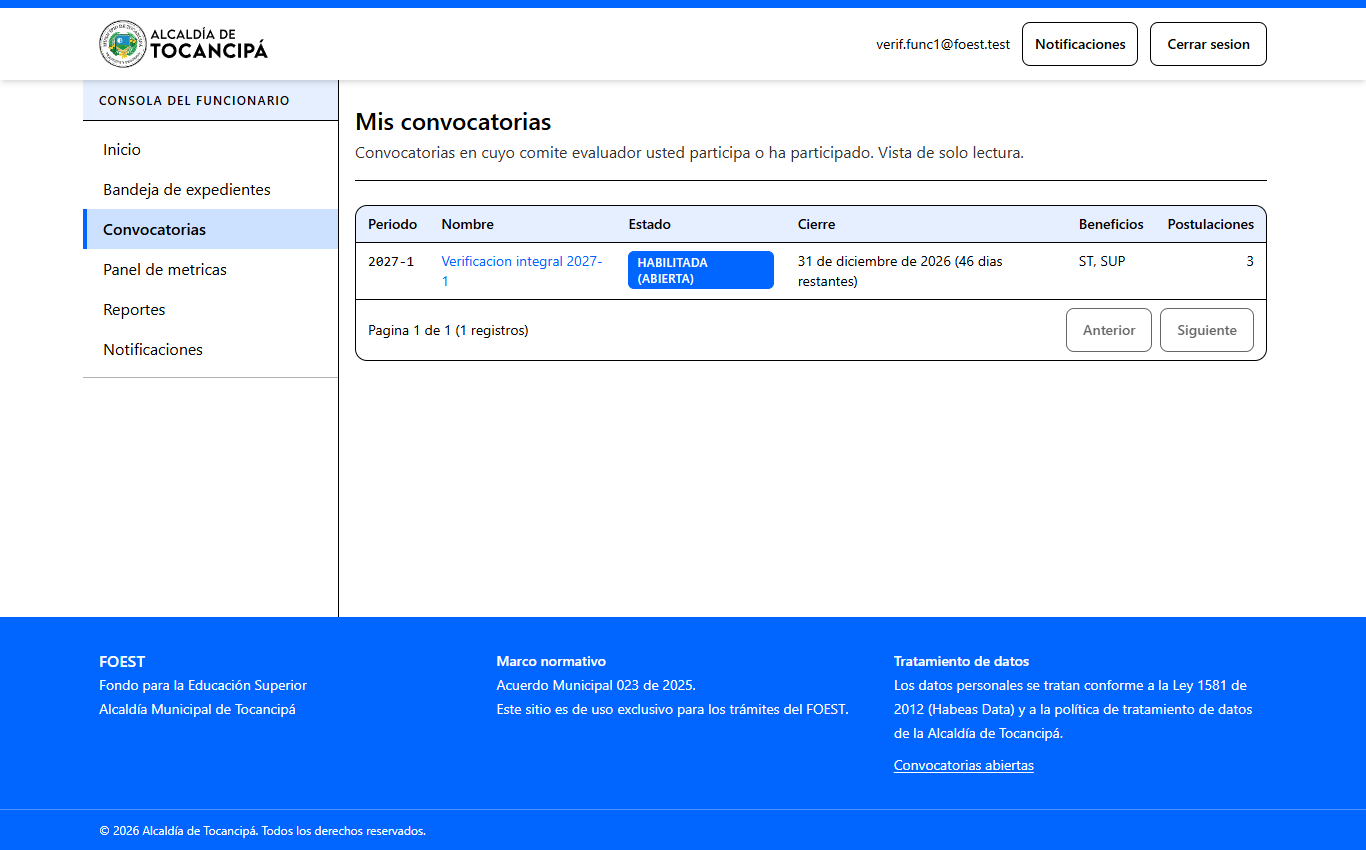 ALCALDÍA DE
TOCANCIPÁ
verif.func1@foest.test
Notificaciones
Cerrar sesion
CONSOLA DEL FUNCIONARIO
Inicio
Bandeja de expedientes
Convocatorias
Panel de metricas
Reportes
Notificaciones
Mis convocatorias
Convocatorias en cuyo comite evaluador usted participa o ha participado. Vista de solo lectura.
Periodo Nombre Estado Cierre Beneficios Postulaciones
2027-1 Verificacion integral 2027-1 HABILITADA (ABIERTA) 31 de diciembre de 2026 (46 dias restantes) ST, SUP 3
Pagina 1 de 1 (1 registros)
Anterior
Siguiente
FOEST
Fondo para la Educación Superior
Alcaldía Municipal de Tocancipá
Marco normativo
Acuerdo Municipal 023 de 2025.
Este sitio es de uso exclusivo para los trámites del FOEST.
Tratamiento de datos
Los datos personales se tratan conforme a la Ley 1581 de
2012 (Habeas Data) y a la política de tratamiento de datos
de la Alcaldía de Tocancipá.
Convocatorias abiertas
© 2026 Alcaldía de Tocancipá. Todos los derechos reservados.